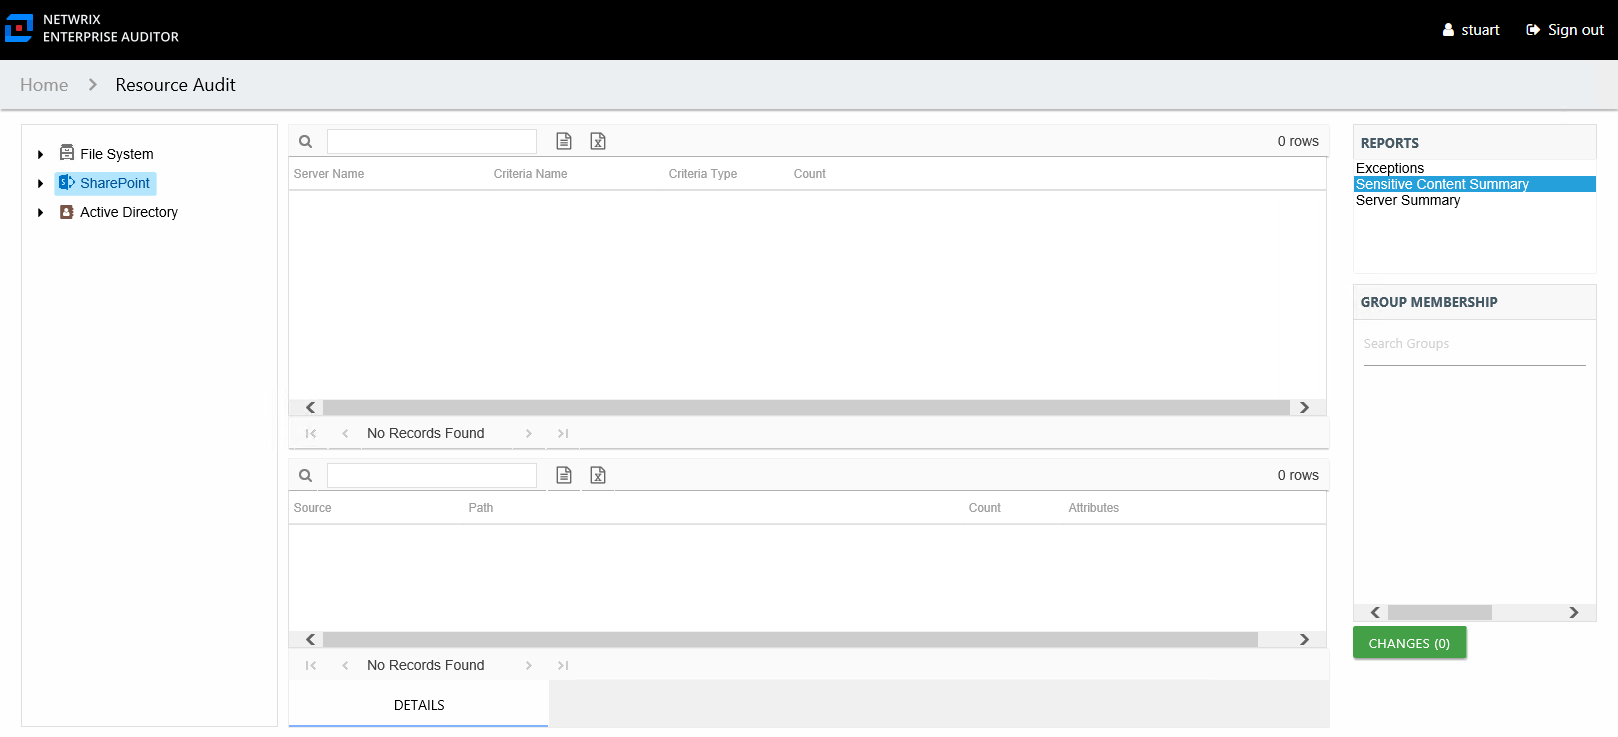 NETWRIX
ENTERPRISE AUDITOR
stuart
Sign out
Home
Resource Audit
File System
SharePoint
Active Directory
0 rows
Server Name
Criteria Name
Criteria Type
Count
No Records Found
0 rows
Source
Path
Count
Attributes
No Records Found
DETAILS
REPORTS
Exceptions
Sensitive Content Summary
Server Summary
GROUP MEMBERSHIP
Search Groups
CHANGES (0)